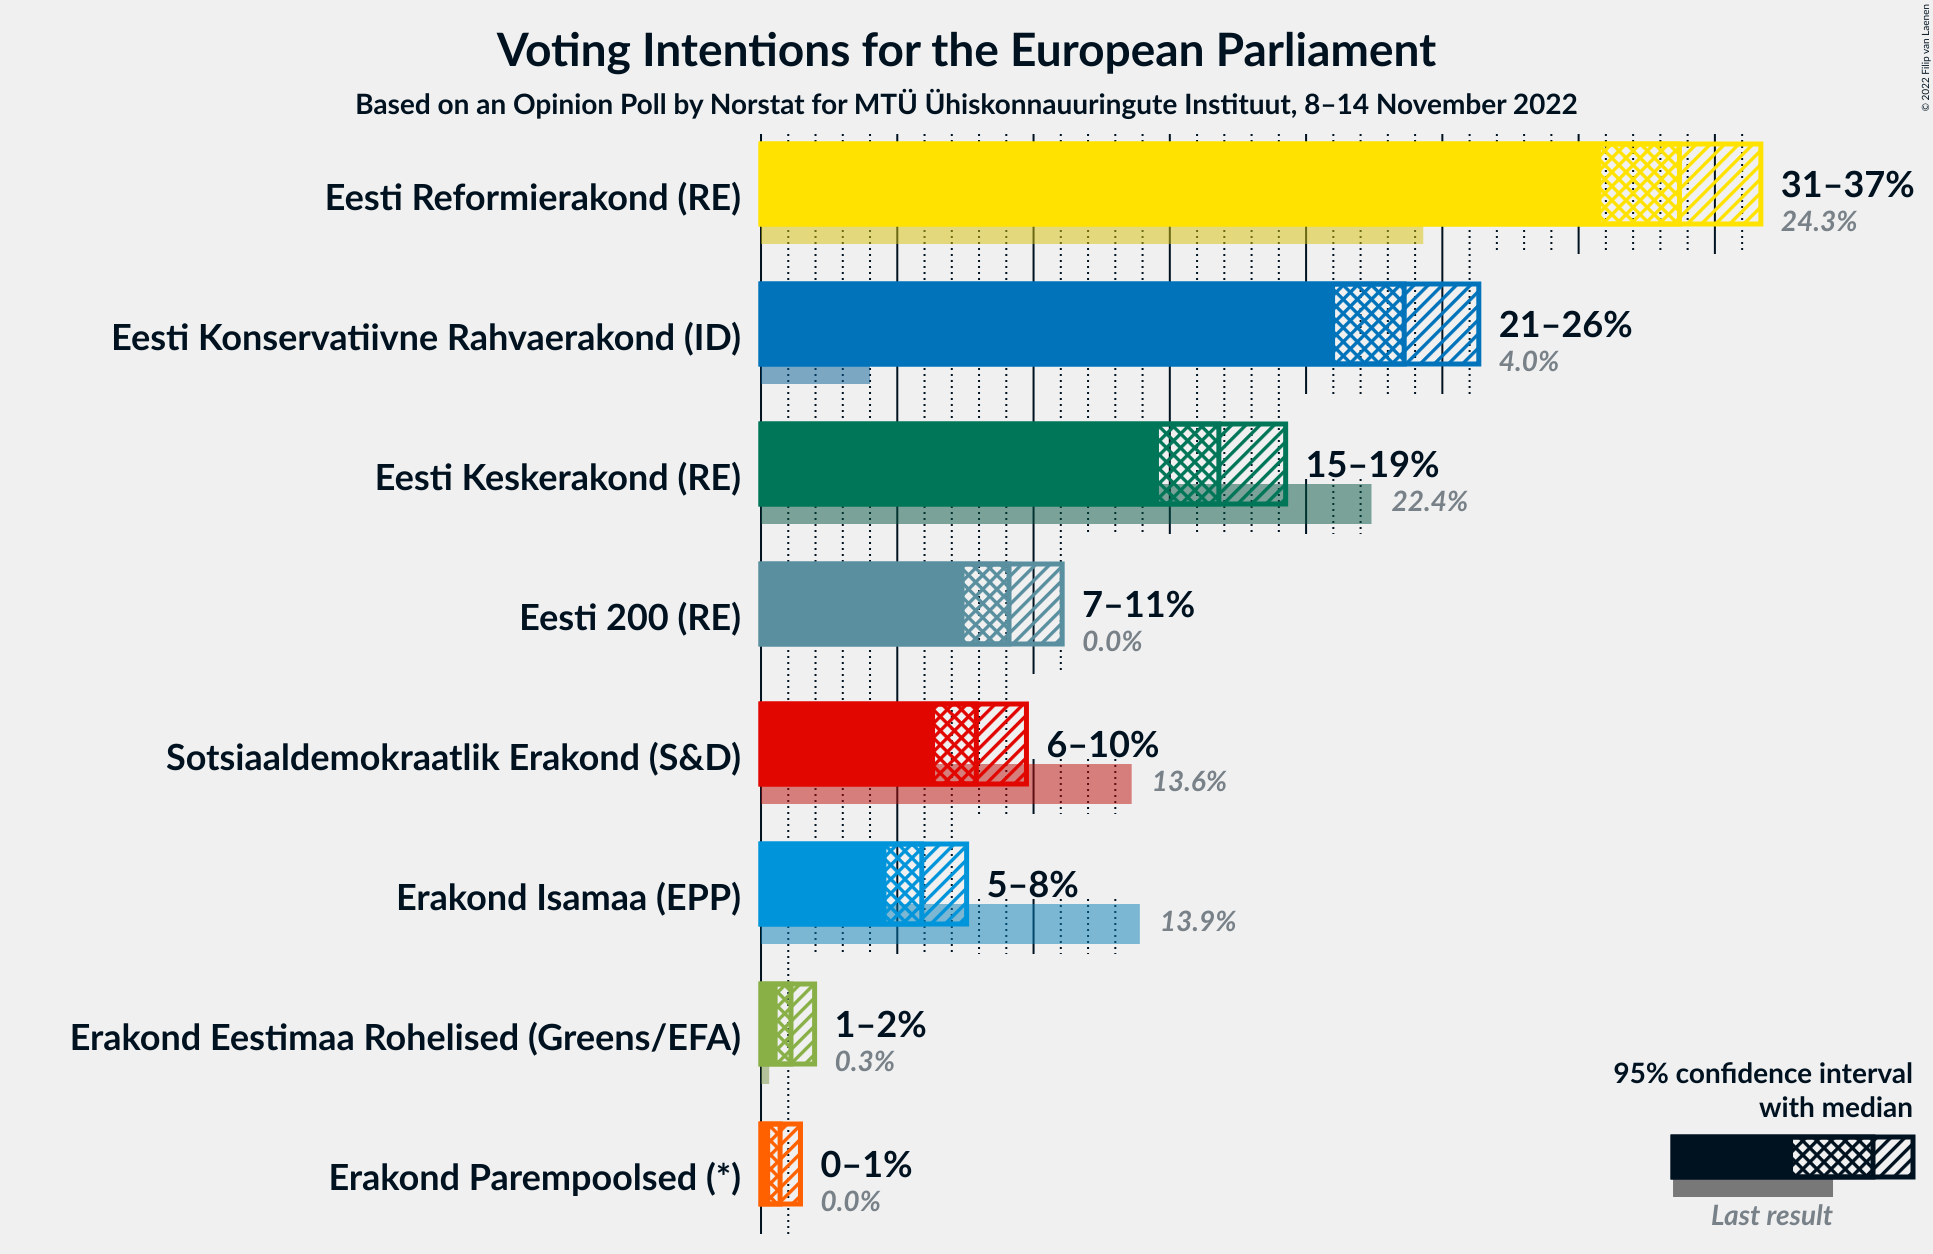 Voting Intentions for the European Parliament
Based on an Opinion Poll by Norstat for MTÜ Ühiskonnauuringute Instituut, 8–14 November 2022
© 2022 Filip van Laenen
Eesti Reformierakond (RE)
31–37%
24.3%
Eesti Konservatiivne Rahvaerakond (ID)
21–26%
4.0%
Eesti Keskerakond (RE)
15–19%
22.4%
Eesti 200 (RE)
7–11%
0.0%
Sotsiaaldemokraatlik Erakond (S&D)
6–10%
13.6%
Erakond Isamaa (EPP)
5–8%
13.9%
Erakond Eestimaa Rohelised (Greens/EFA)
1–2%
0.3%
Erakond Parempoolsed (*)
0–1%
0.0%
95% confidence interval
with median
Last result